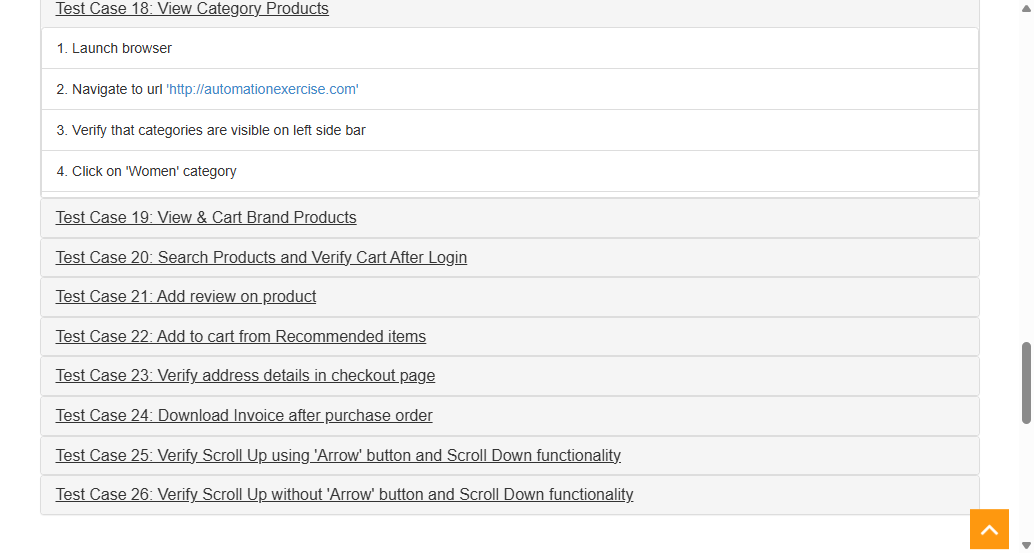 Test Case 18: View Category Products
1. Launch browser
2. Navigate to url 'http://automationexercise.com'
3. Verify that categories are visible on left side bar
4. Click on 'Women' category
Test Case 19: View & Cart Brand Products
Test Case 20: Search Products and Verify Cart After Login
Test Case 21: Add review on product
Test Case 22: Add to cart from Recommended items
Test Case 23: Verify address details in checkout page
Test Case 24: Download Invoice after purchase order
Test Case 25: Verify Scroll Up using 'Arrow' button and Scroll Down functionality
Test Case 26: Verify Scroll Up without 'Arrow' button and Scroll Down functionality